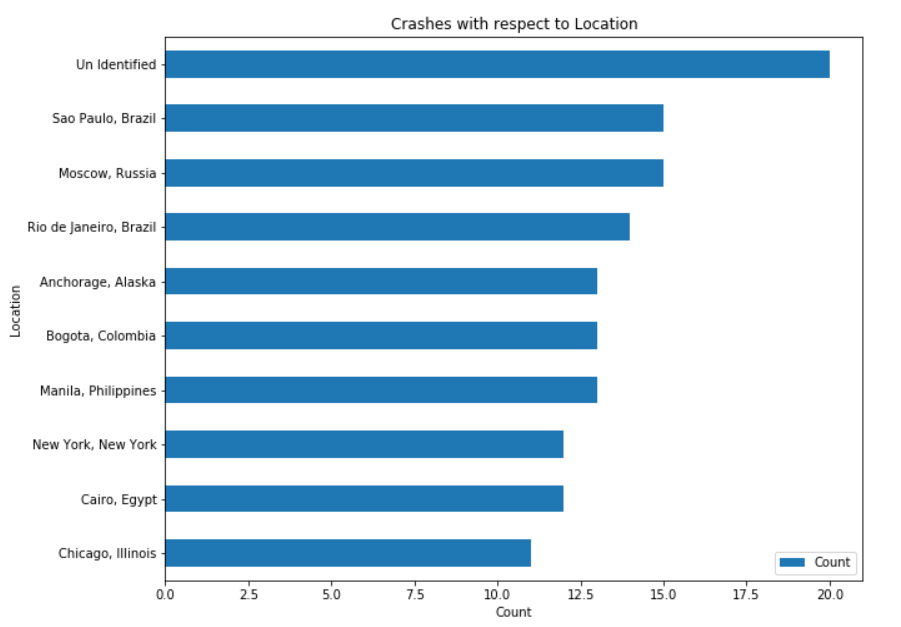 Crashes with respect to Location
Un Identified
Sao Paulo, Brazil
Moscow, Russia
Rio de Janeiro, Brazil
Anchorage, Alaska
Bogota, Colombia
Manila, Philippines
New York, New York
Cairo, Egypt
Chicago, Illinois
Location
Count
0.0 2.5 5.0 7.5 10.0 12.5 15.0 17.5 20.0
Count